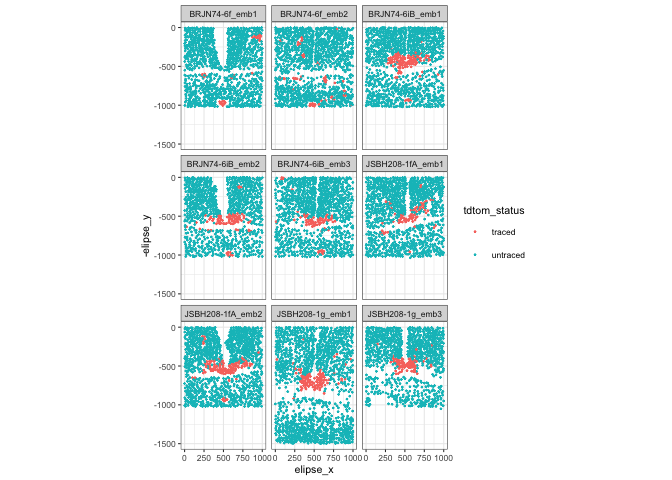 BRJN74-6f_emb1 BRJN74-6f_emb2 BRJN74-6iB_emb1
0
-500
-1000
-1500
BRJN74-6iB_emb2 BRJN74-6iB_emb3 JSBH208-1fA_emb1
0
-500
-1000
-1500
JSBH208-1fA_emb2 JSBH208-1g_emb1 JSBH208-1g_emb3
0
-500
-1000
-1500
0 250 500 750 1000 0 250 500 750 1000 0 250 500 750 1000
elipse_x
-elipse_y
tdtom_status
traced
untraced